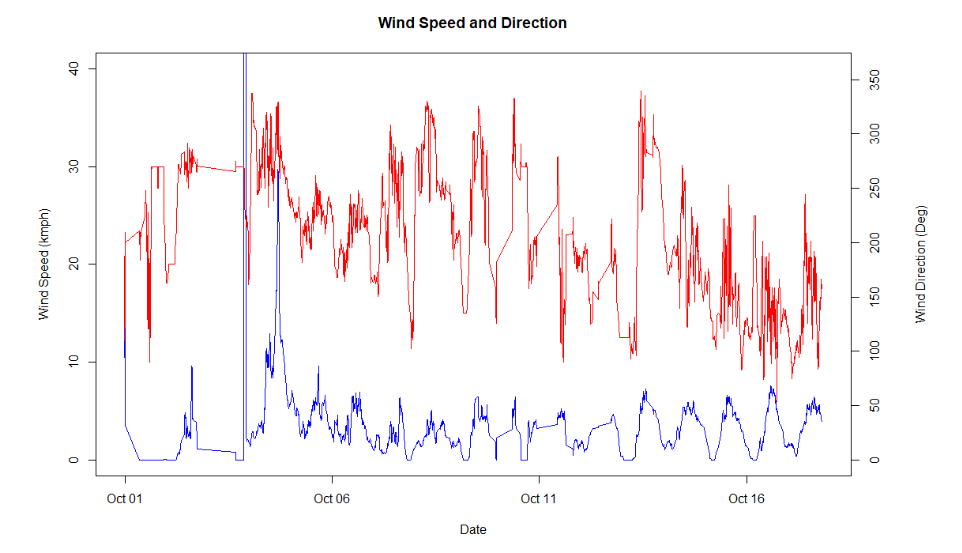 Wind Speed and Direction
Wind Speed (kmph)
40
30
20
10
0
350
300
250
200
150
100
50
0
Wind Direction (Deg)
Oct 01
Oct 06
Oct 11
Oct 16
Date